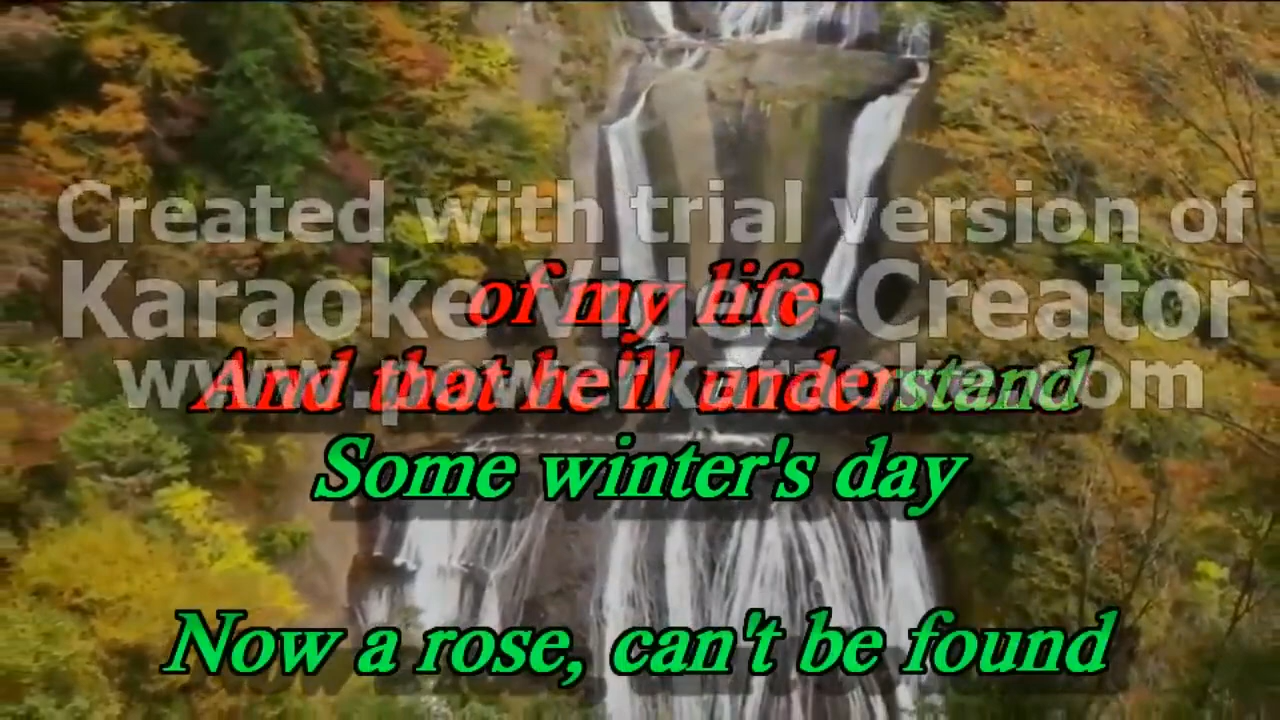 Created with trial version of
Karaoke Video Creator
www.powerkaraoke.com
of my life
And that he'll understand
Some winter's day
Now a rose, can't be found